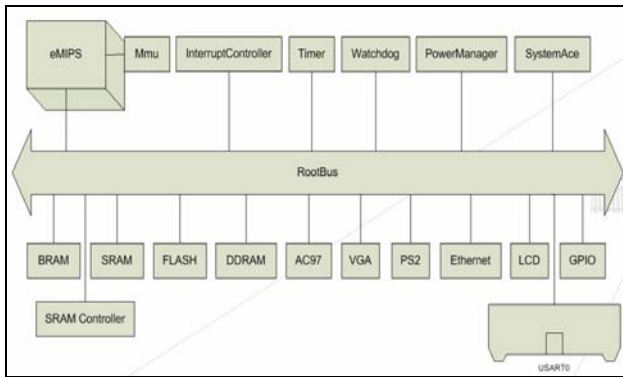 eMIPS
Mmu
InterruptController
Timer
Watchdog
PowerManager
SystemAce
RootBus
BRAM
SRAM
FLASH
DDRAM
AC97
VGA
PS2
Ethernet
LCD
GPIO
SRAM Controller
USART0